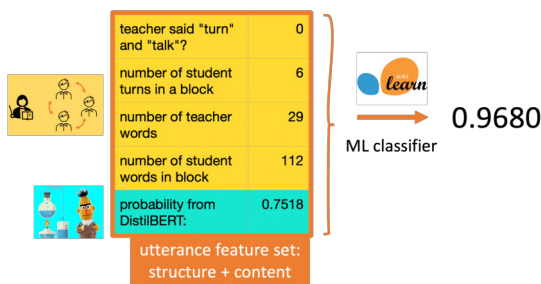 teacher said "turn" 0
and "talk"?
number of student 6
turns in a block
number of teacher 29
words
number of student 112
words in block
probability from 0.7518
DistilBERT:
utterance feature set:
structure + content
scikit
learn
ML classifier
0.9680